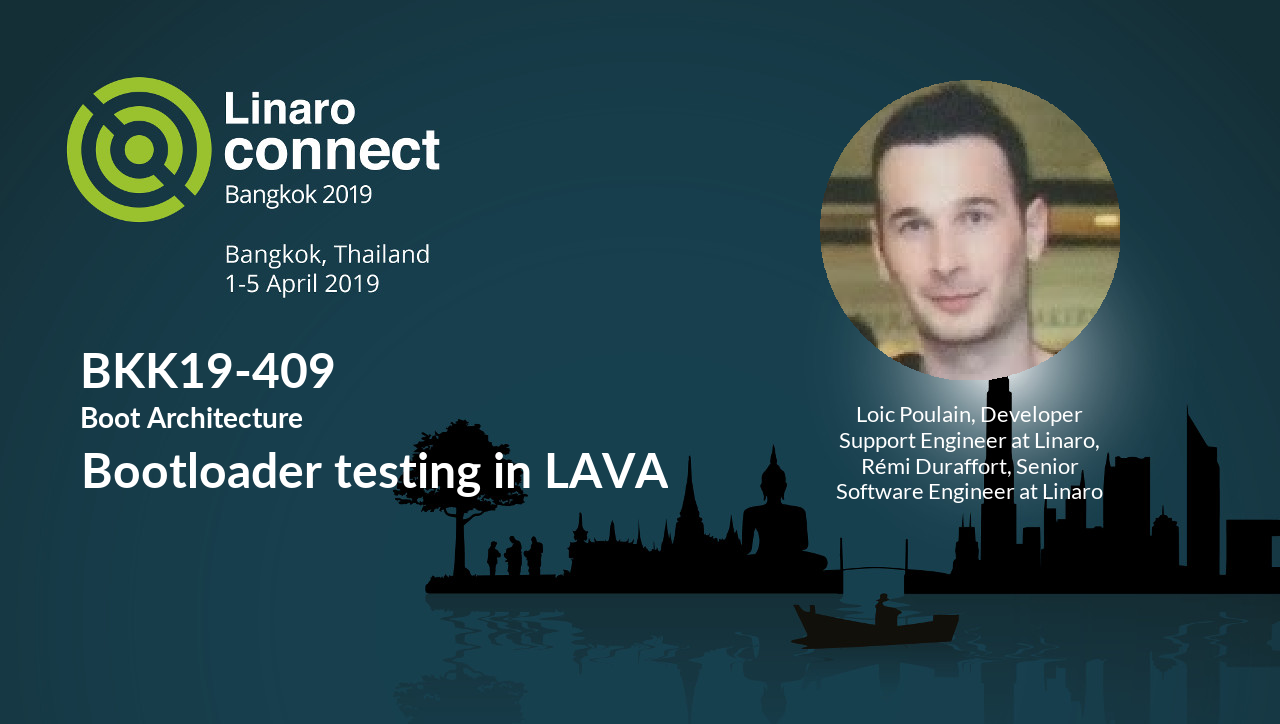 Linaro
connect
Bangkok 2019
Bangkok, Thailand
1-5 April 2019
BKK19-409
Boot Architecture
Bootloader testing in LAVA
Loic Poulain, Developer
Support Engineer at Linaro,
Rémi Duraffort, Senior
Software Engineer at Linaro